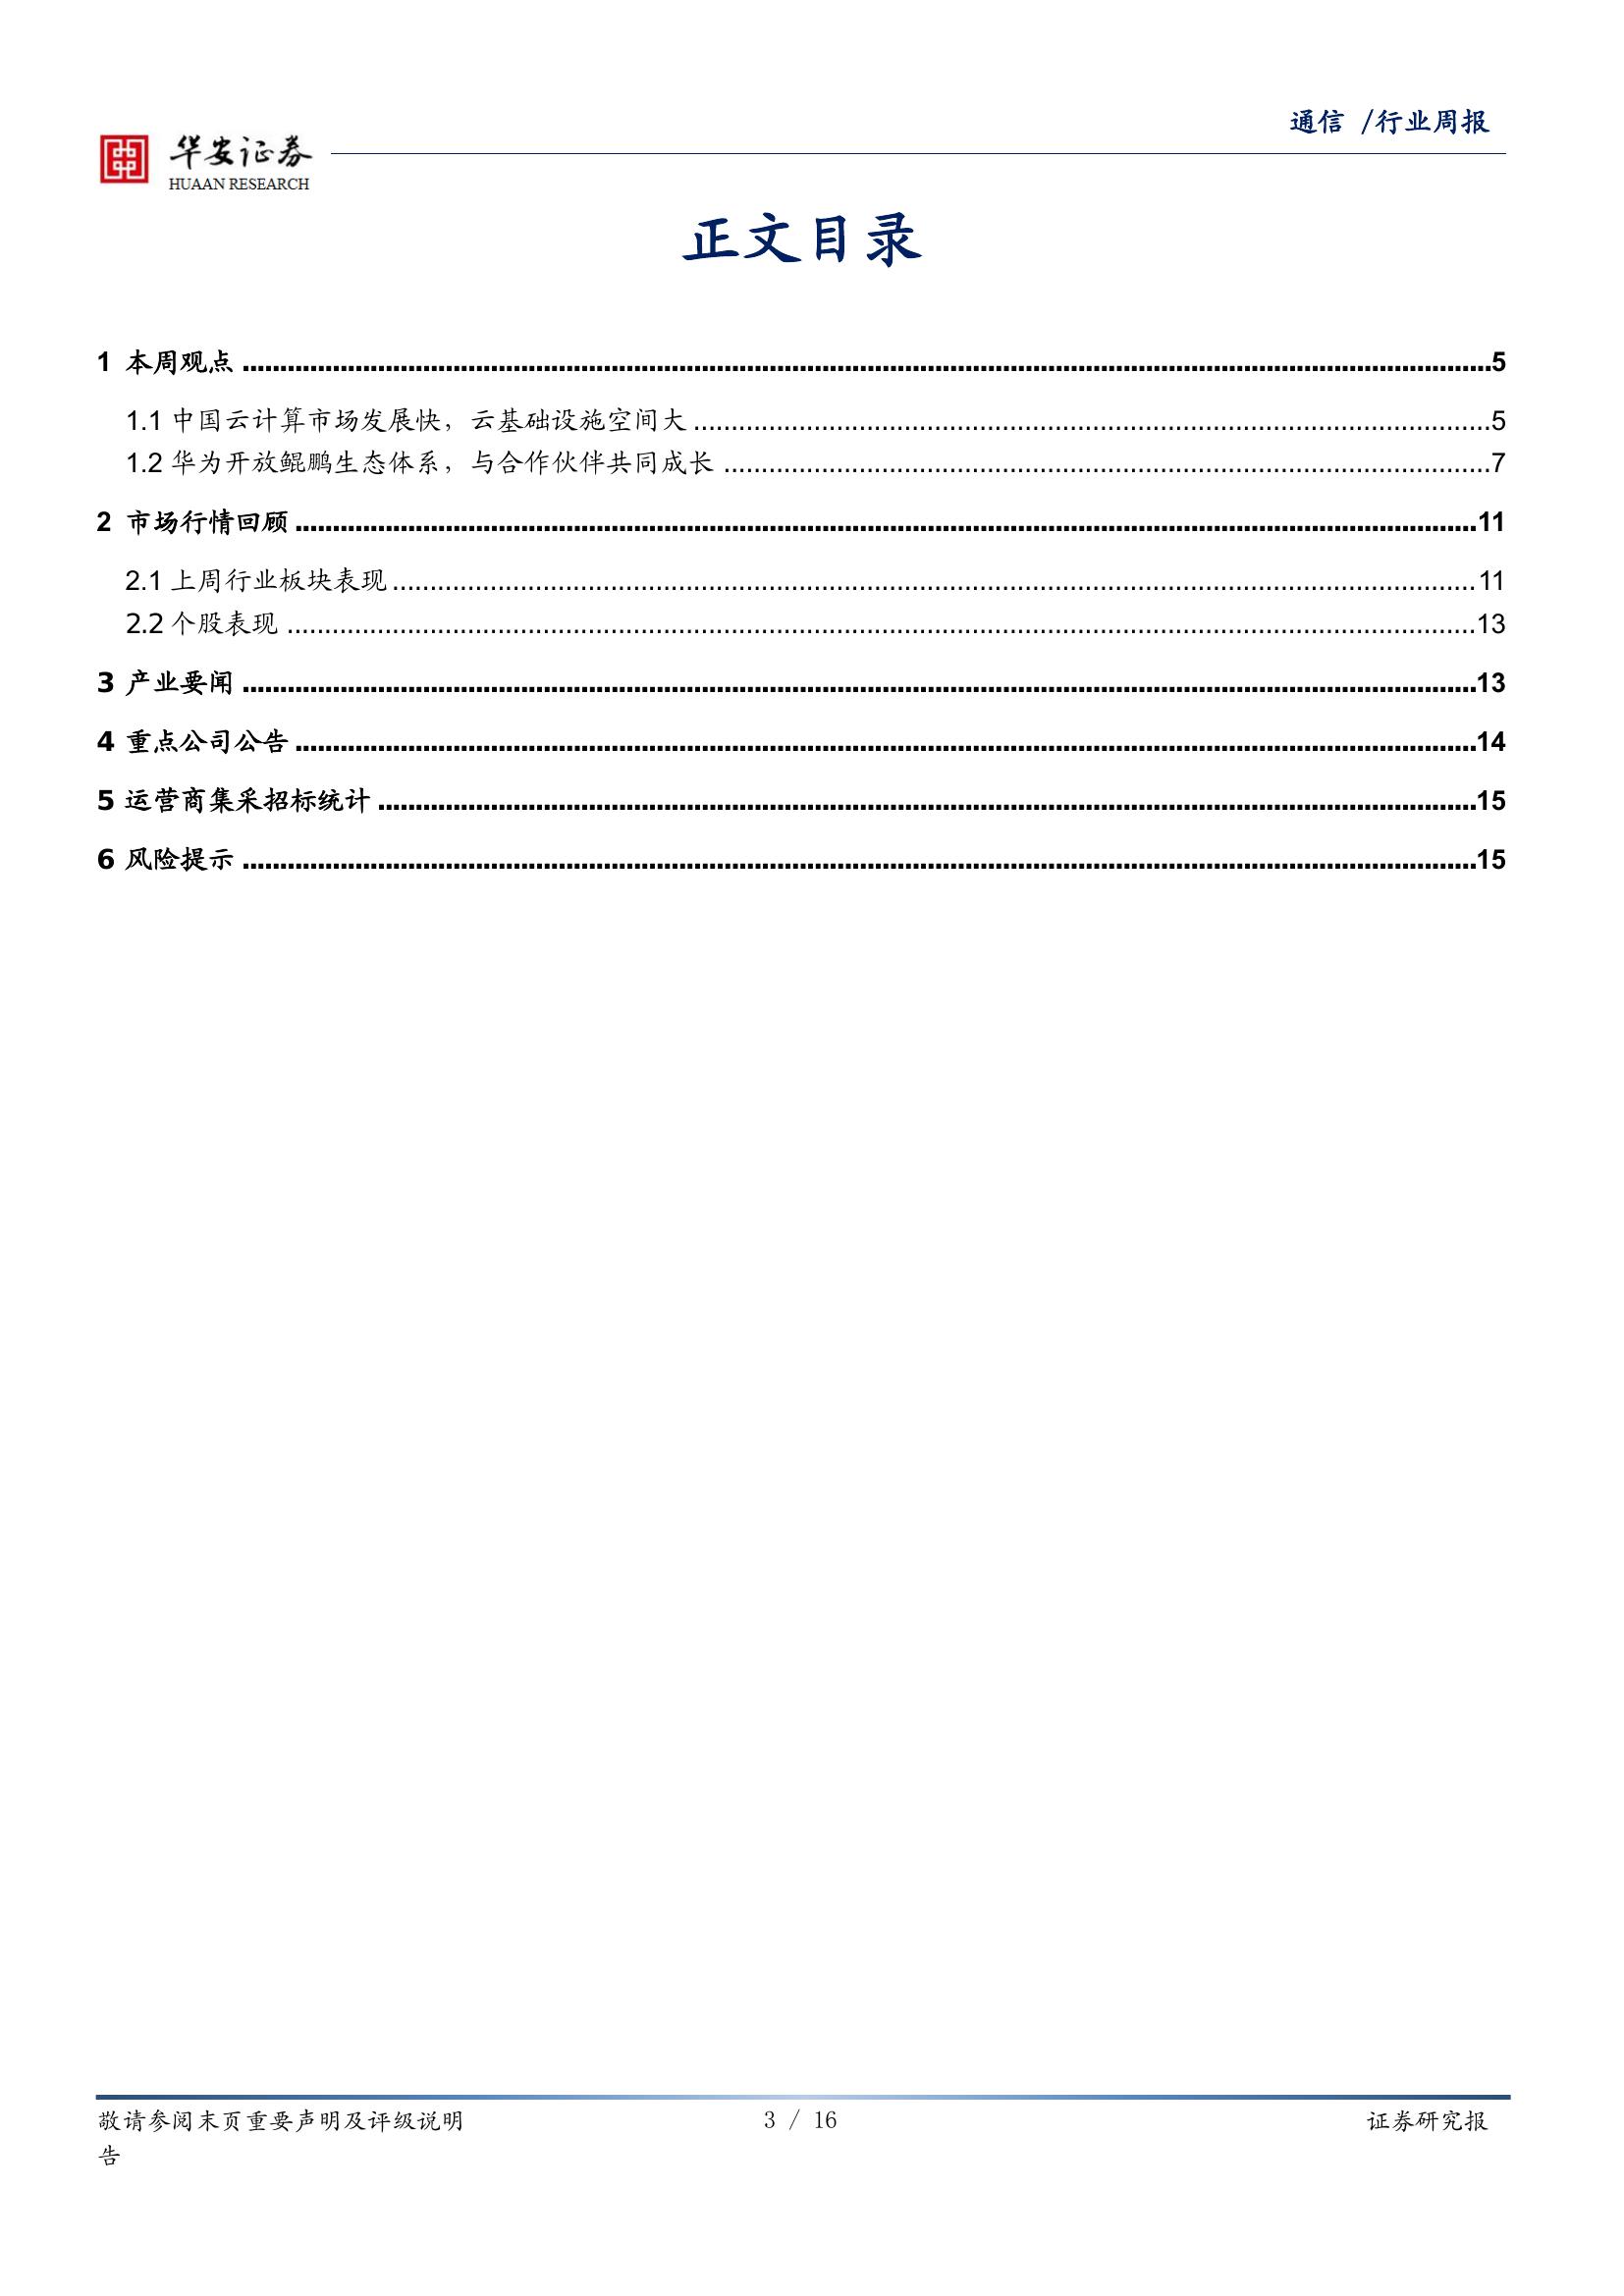 通信 /行业周报
华安证券
HUAAN RESEARCH
正文目录
1 本周观点 ........................................................ 5
1.1 中国云计算市场发展快，云基础设施空间大 ........................................................ 5
1.2 华为开放鲲鹏生态体系，与合作伙伴共同成长 ........................................................ 7
2 市场行情回顾 ........................................................ 11
2.1 上周行业板块表现 ........................................................ 11
2.2 个股表现 ........................................................ 13
3 产业要闻 ........................................................ 13
4 重点公司公告 ........................................................ 14
5 运营商集采招标统计 ........................................................ 15
6 风险提示 ........................................................ 15
敬请参阅末页重要声明及评级说明 3 / 16 证券研究报
告